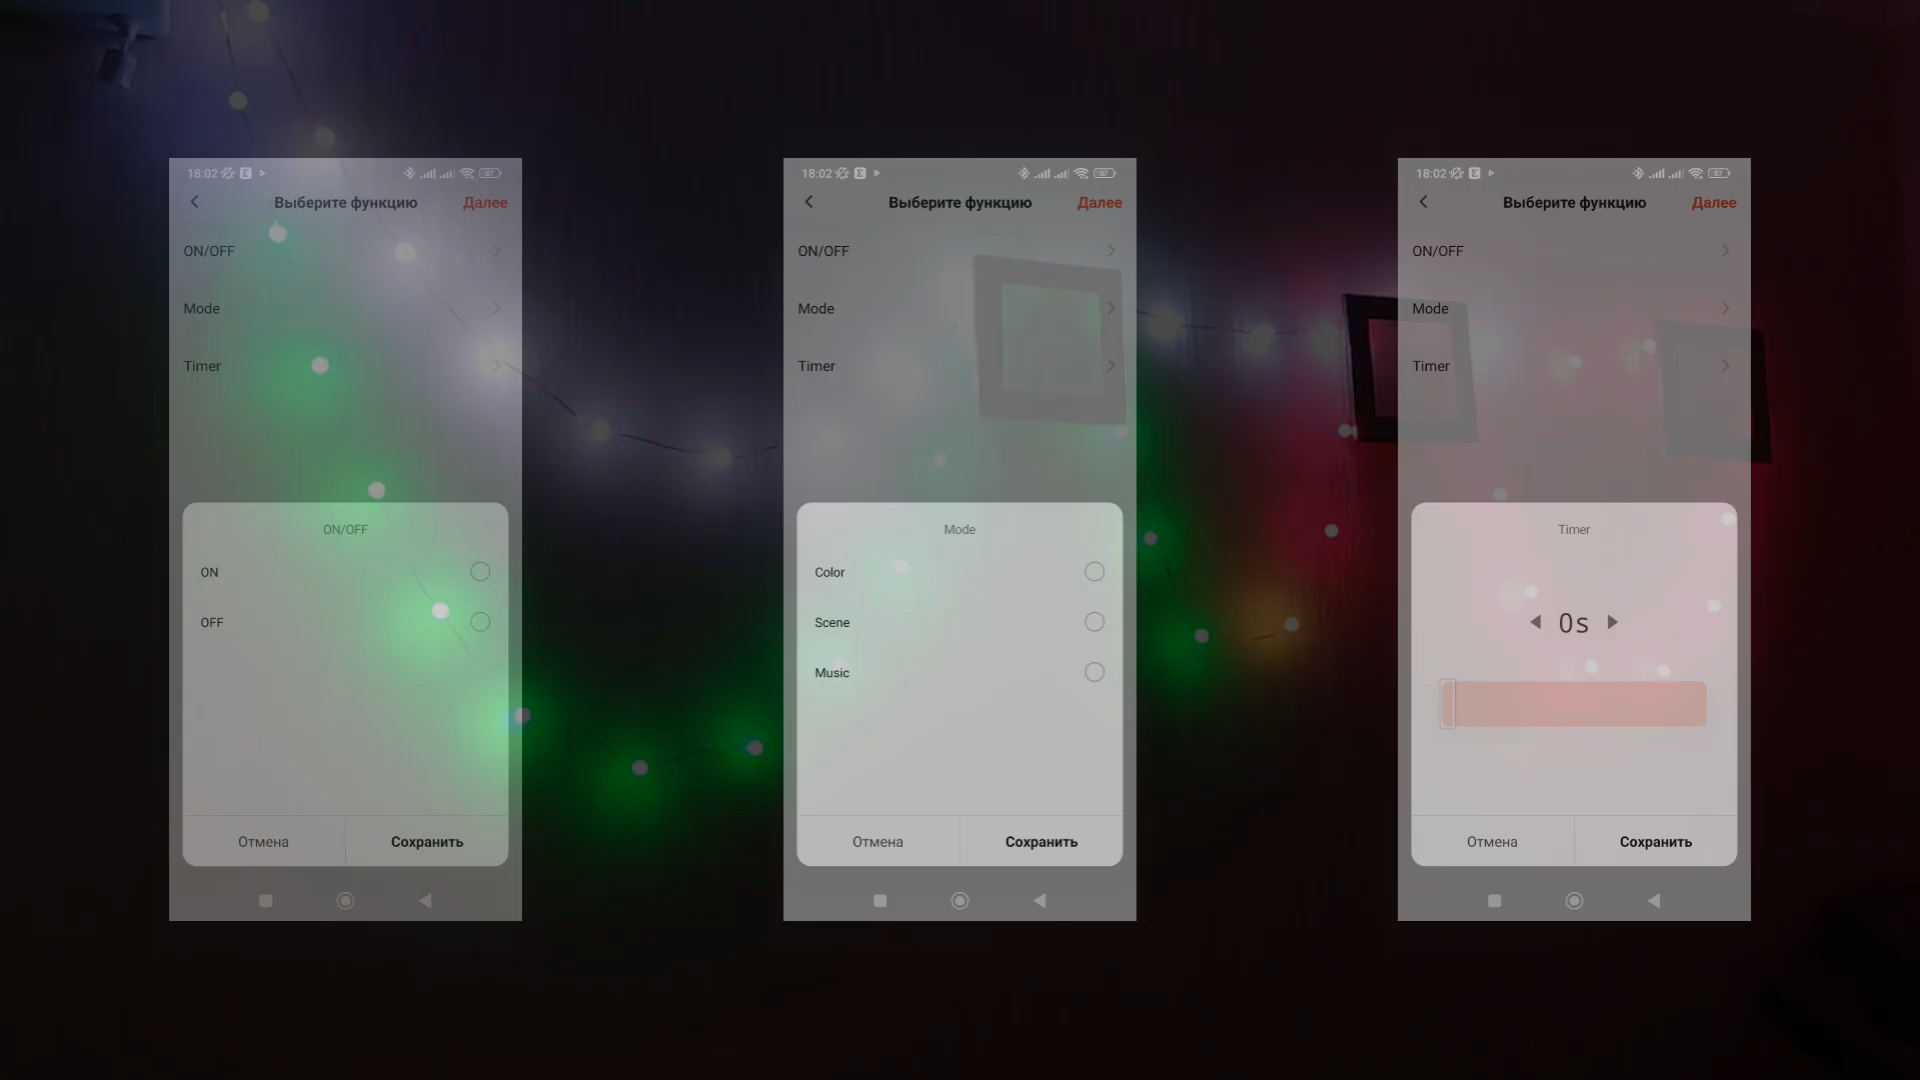 18:02
Выберите функцию
Далее
ON/OFF
Mode
Timer
ON/OFF
ON
OFF
Отмена
Сохранить
18:02
Выберите функцию
Далее
ON/OFF
Mode
Timer
Mode
Color
Scene
Music
Отмена
Сохранить
18:02
Выберите функцию
Далее
ON/OFF
Mode
Timer
Timer
0s
Отмена
Сохранить